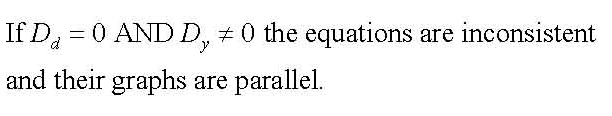 If D_d = 0 AND D_y ≠ 0 the equations are inconsistent
and their graphs are parallel.